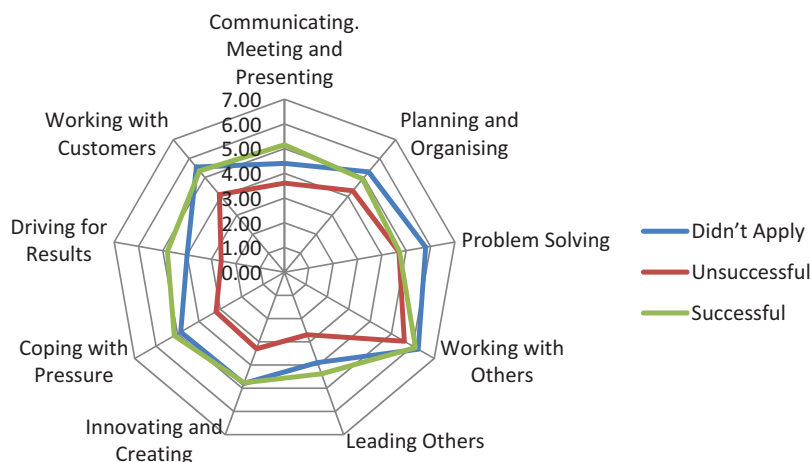 Communicating.
Meeting and
Presenting
7.00
6.00
5.00
4.00
3.00
2.00
1.00
0.00
Planning and
Organising
Problem Solving
Working with
Others
Leading Others
Innovating and
Creating
Coping with
Pressure
Driving for
Results
Working with
Customers
Didn't Apply
Unsuccessful
Successful